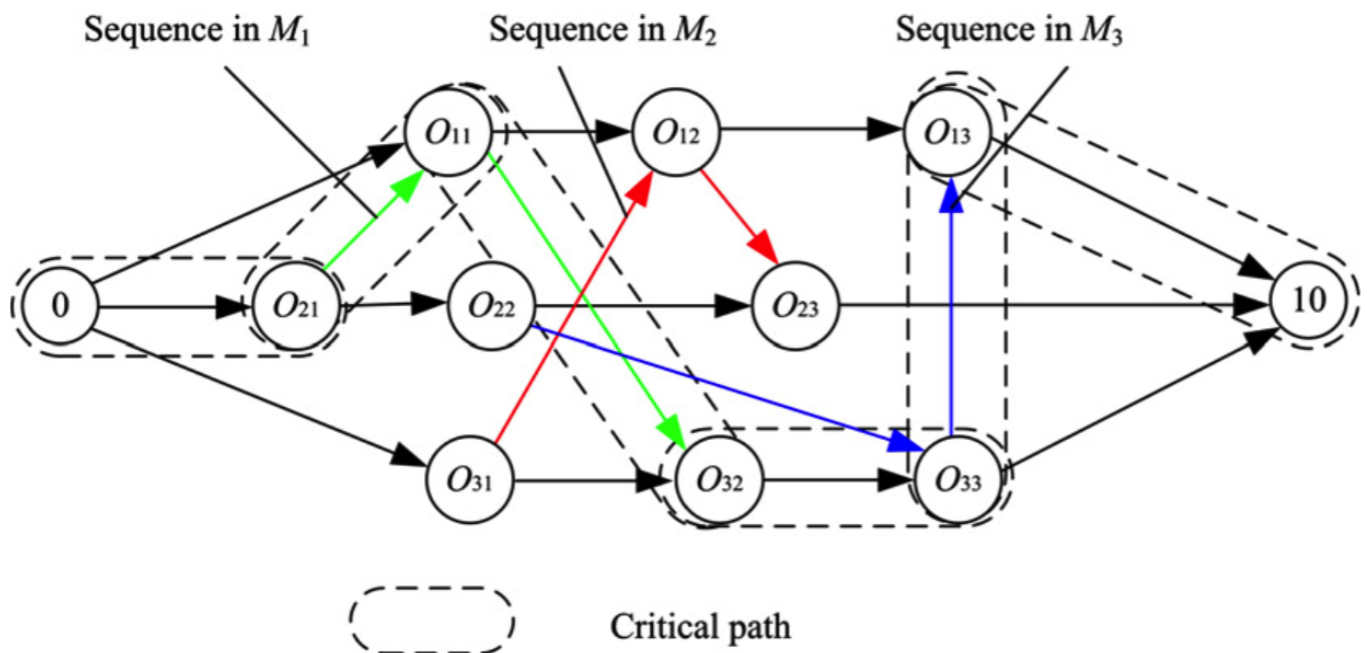 Sequence in M₁
Sequence in M₂
Sequence in M₃
O₁₁
O₁₂
O₁₃
0
O₂₁
O₂₂
O₂₃
10
O₃₁
O₃₂
O₃₃
Critical path